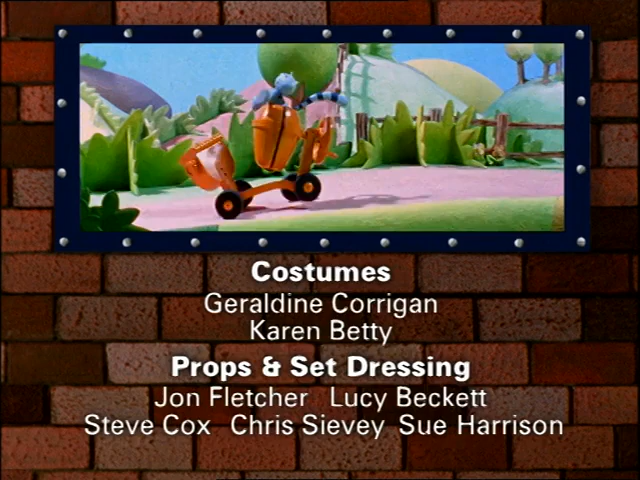 Costumes
Geraldine Corrigan
Karen Betty
Props & Set Dressing
Jon Fletcher Lucy Beckett
Steve Cox Chris Sievey Sue Harrison